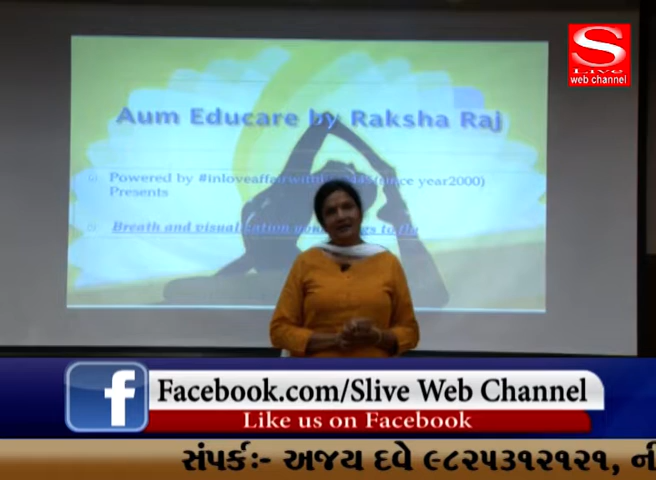 S
Live
web channel
Aum Educare by Raksha Raj
Powered by since year2000)
Presents
Breath and visualization
Facebook.com/Slive Web Channel
Like us on Facebook
સંપર્કઃ- અજય દવે ૯૮૨૫૩૧૨૧૨૧, ની